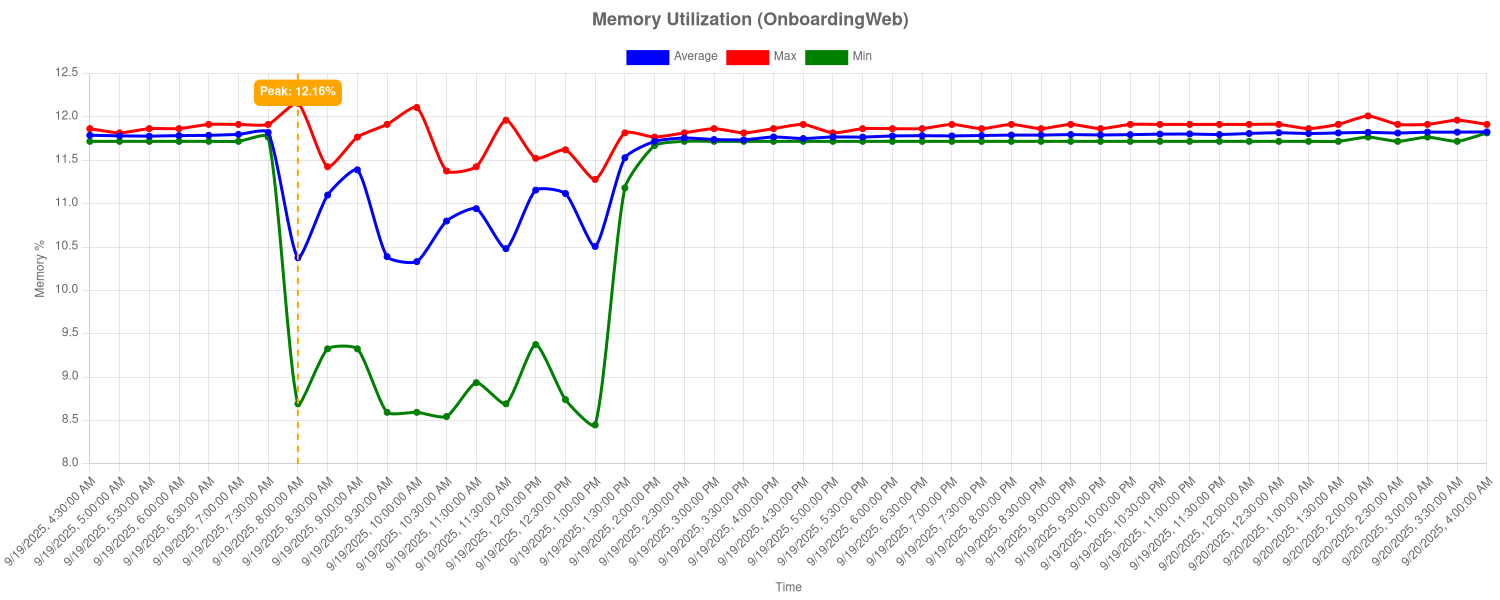 Memory Utilization (OnboardingWeb)
Average Max Min
Peak: 12.16%
12.5
12.0
11.5
11.0
10.5
10.0
9.5
9.0
8.5
8.0
Memory %
9/19/2025, 4:30:00 AM
9/19/2025, 5:00:00 AM
9/19/2025, 5:30:00 AM
9/19/2025, 6:00:00 AM
9/19/2025, 6:30:00 AM
9/19/2025, 7:00:00 AM
9/19/2025, 7:30:00 AM
9/19/2025, 8:00:00 AM
9/19/2025, 8:30:00 AM
9/19/2025, 9:00:00 AM
9/19/2025, 9:30:00 AM
9/19/2025, 10:00:00 AM
9/19/2025, 10:30:00 AM
9/19/2025, 11:00:00 AM
9/19/2025, 11:30:00 AM
9/19/2025, 12:00:00 PM
9/19/2025, 12:30:00 PM
9/19/2025, 1:00:00 PM
9/19/2025, 1:30:00 PM
9/19/2025, 2:00:00 PM
9/19/2025, 2:30:00 PM
9/19/2025, 3:00:00 PM
9/19/2025, 3:30:00 PM
9/19/2025, 4:00:00 PM
9/19/2025, 4:30:00 PM
9/19/2025, 5:00:00 PM
9/19/2025, 5:30:00 PM
9/19/2025, 6:00:00 PM
9/19/2025, 6:30:00 PM
9/19/2025, 7:00:00 PM
9/19/2025, 7:30:00 PM
9/19/2025, 8:00:00 PM
9/19/2025, 8:30:00 PM
9/19/2025, 9:00:00 PM
9/19/2025, 9:30:00 PM
9/19/2025, 10:00:00 PM
9/19/2025, 10:30:00 PM
9/19/2025, 11:00:00 PM
9/19/2025, 11:30:00 PM
9/20/2025, 12:00:00 AM
9/20/2025, 12:30:00 AM
9/20/2025, 1:00:00 AM
9/20/2025, 1:30:00 AM
9/20/2025, 2:00:00 AM
9/20/2025, 2:30:00 AM
9/20/2025, 3:00:00 AM
9/20/2025, 3:30:00 AM
9/20/2025, 4:00:00 AM
Time